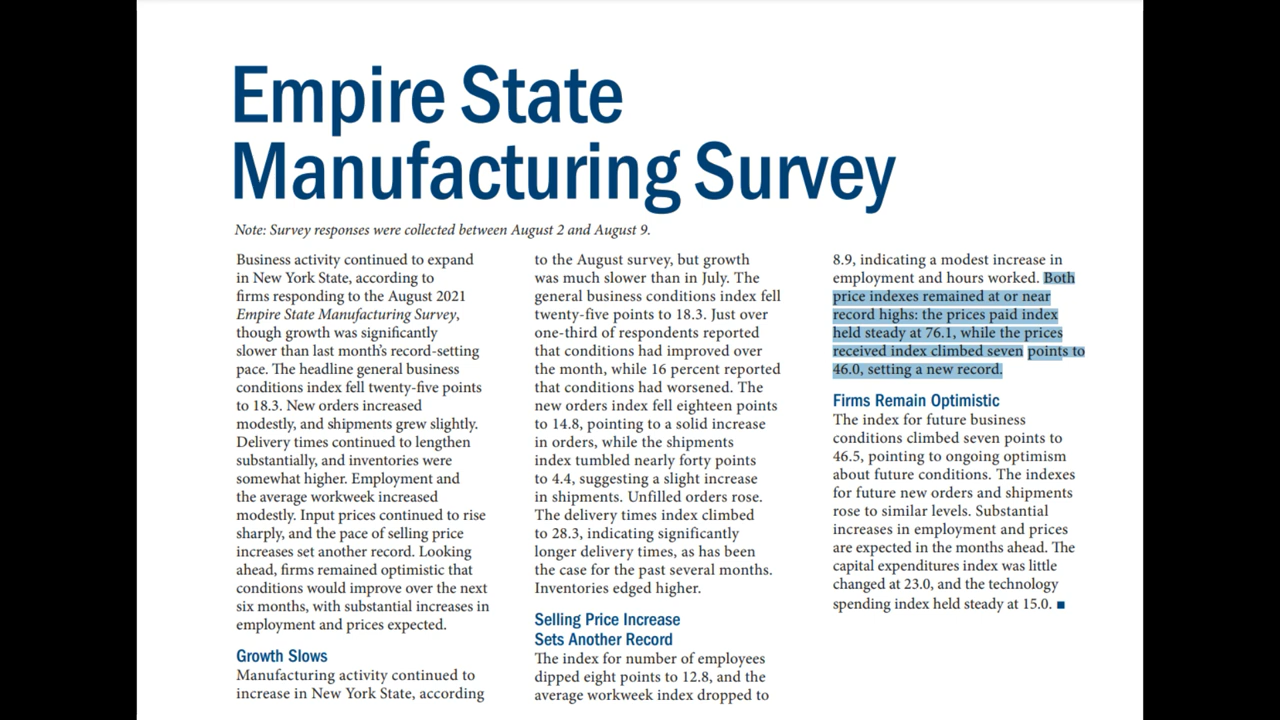 Empire State
Manufacturing Survey
Note: Survey responses were collected between August 2 and August 9.
Business activity continued to expand
in New York State, according to
firms responding to the August 2021
Empire State Manufacturing Survey,
though growth was significantly
slower than last month’s record-setting
pace. The headline general business
conditions index fell twenty-five points
to 18.3. New orders increased
modestly, and shipments grew slightly.
Delivery times continued to lengthen
substantially, and inventories were
somewhat higher. Employment and
the average workweek increased
modestly. Input prices continued to rise
sharply, and the pace of selling price
increases set another record. Looking
ahead, firms remained optimistic that
conditions would improve over the next
six months, with substantial increases in
employment and prices expected.
Growth Slows
Manufacturing activity continued to
increase in New York State, according
to the August survey, but growth
was much slower than in July. The
general business conditions index fell
twenty-five points to 18.3. Just over
one-third of respondents reported
that conditions had improved over
the month, while 16 percent reported
that conditions had worsened. The
new orders index fell eighteen points
to 14.8, pointing to a solid increase
in orders, while the shipments
index tumbled nearly forty points
to 4.4, suggesting a slight increase
in shipments. Unfilled orders rose.
The delivery times index climbed
to 28.3, indicating significantly
longer delivery times, as has been
the case for the past several months.
Inventories edged higher.
Selling Price Increase
Sets Another Record
The index for number of employees
dipped eight points to 12.8, and the
average workweek index dropped to
8.9, indicating a modest increase in
employment and hours worked. Both
price indexes remained at or near
record highs: the prices paid index
held steady at 76.1, while the prices
received index climbed seven points to
46.0, setting a new record.
Firms Remain Optimistic
The index for future business
conditions climbed seven points to
46.5, pointing to ongoing optimism
about future conditions. The indexes
for future new orders and shipments
rose to similar levels. Substantial
increases in employment and prices
are expected in the months ahead. The
capital expenditures index was little
changed at 23.0, and the technology
spending index held steady at 15.0. ■